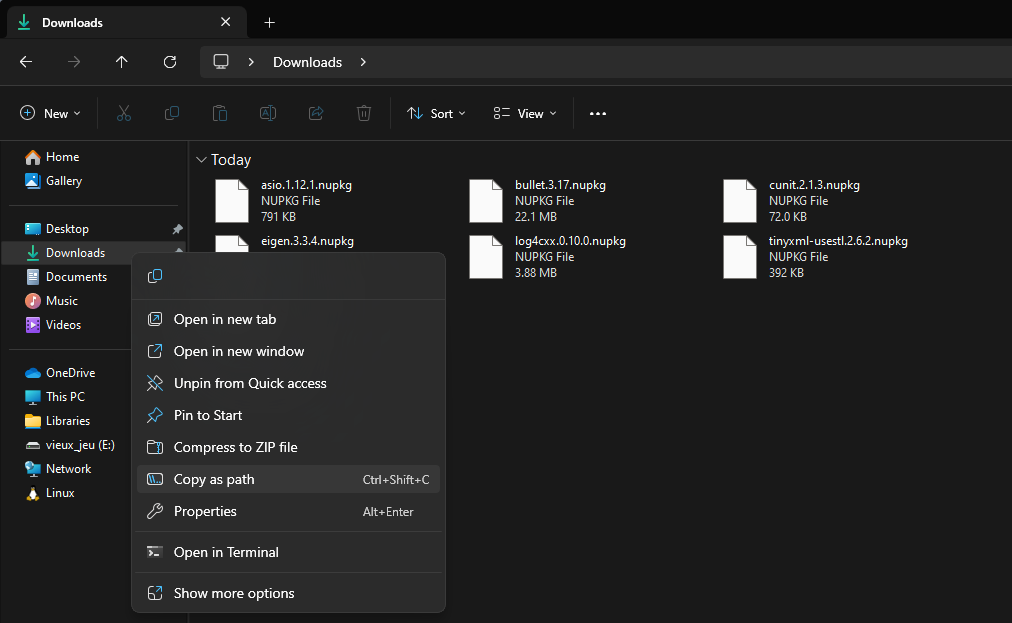 Downloads
Downloads
New
Sort
View
Home
Gallery
Desktop
Downloads
Documents
Music
Videos
OneDrive
This PC
Libraries
vieux_jeu (E:)
Network
Linux
Today
asio.1.12.1.nupkg
NUPKG File
791 KB
bullet.3.17.nupkg
NUPKG File
22.1 MB
cunit.2.1.3.nupkg
NUPKG File
72.0 KB
eigen.3.3.4.nupkg
log4cxx.0.10.0.nupkg
NUPKG File
3.88 MB
tinyxml-usestl.2.6.2.nupkg
NUPKG File
392 KB
Open in new tab
Open in new window
Unpin from Quick access
Pin to Start
Compress to ZIP file
Copy as path Ctrl+Shift+C
Properties Alt+Enter
Open in Terminal
Show more options